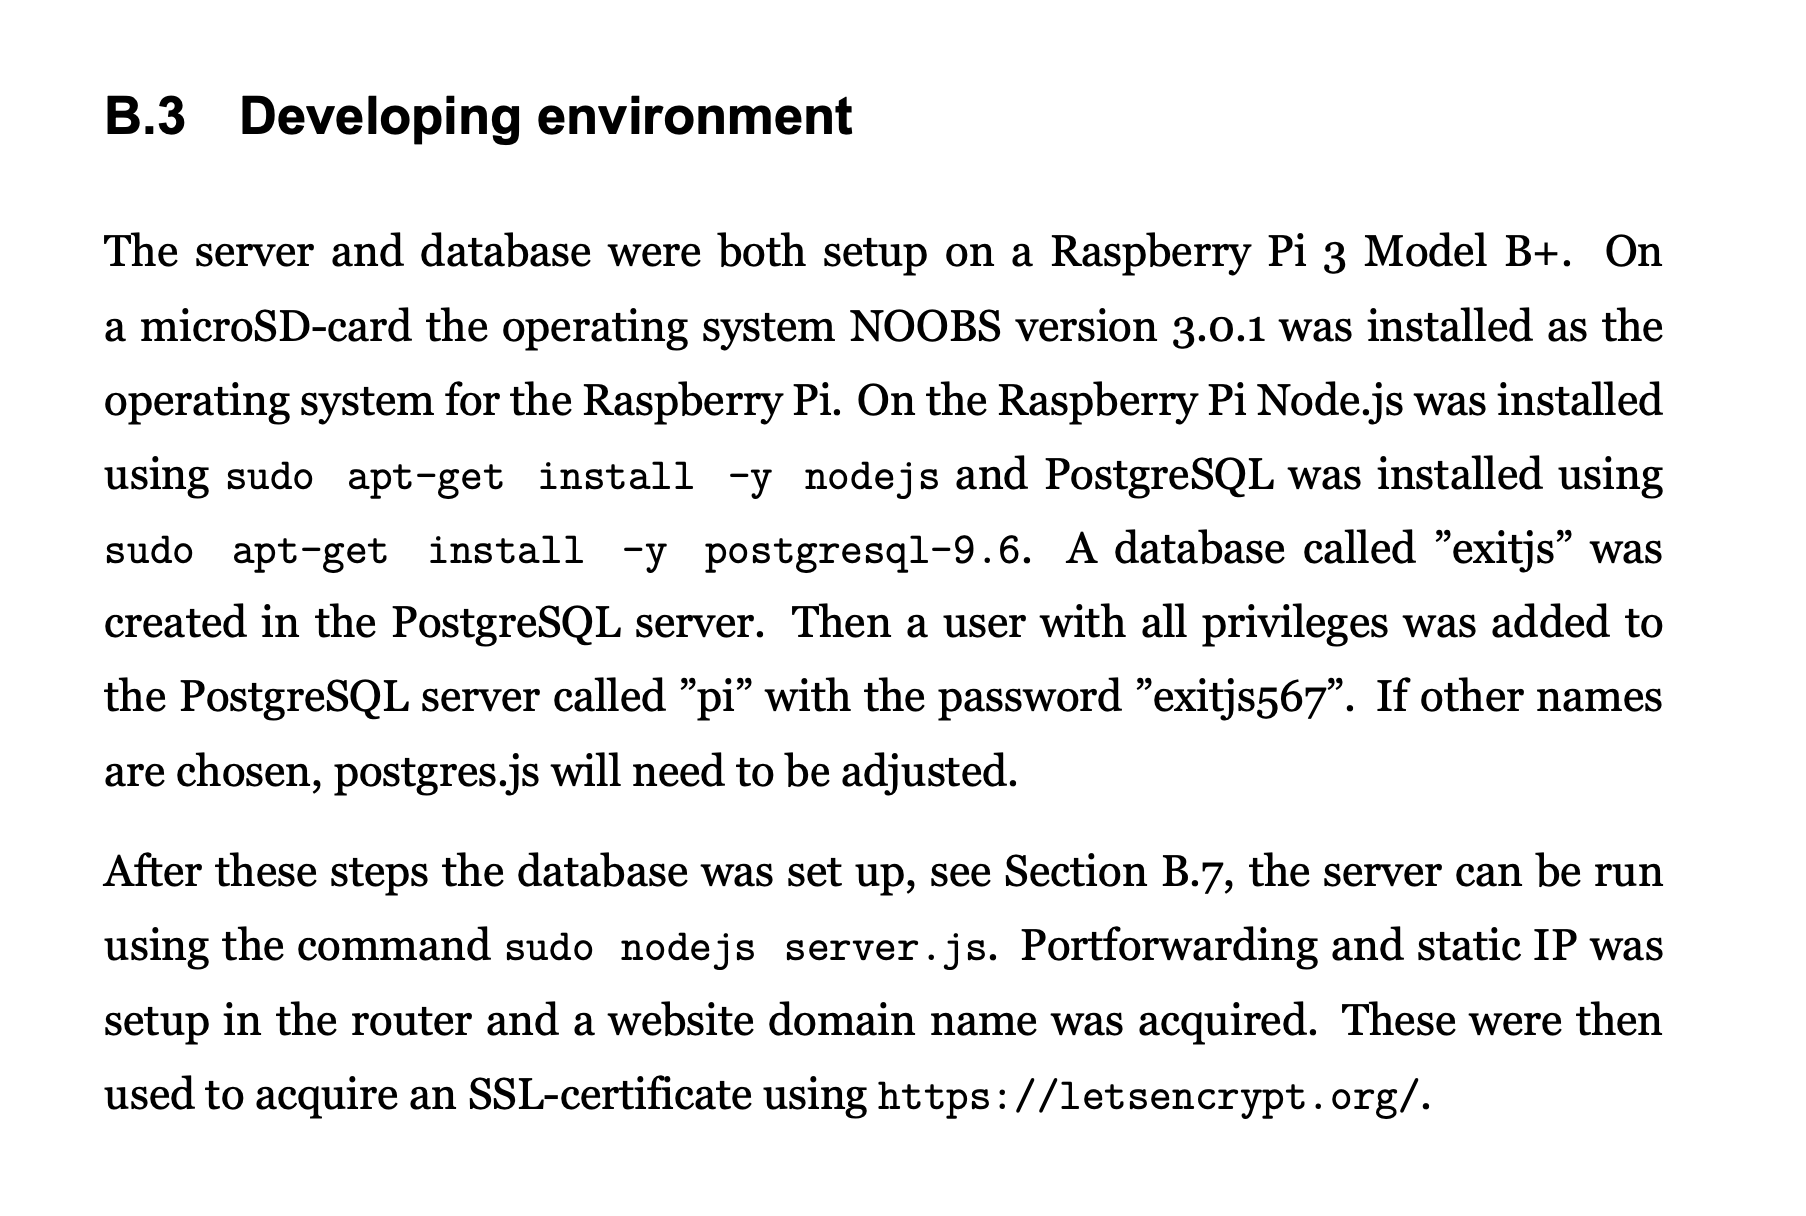 B.3 Developing environment
The server and database were both setup on a Raspberry Pi 3 Model B+. On
a microSD-card the operating system NOOBS version 3.0.1 was installed as the
operating system for the Raspberry Pi. On the Raspberry Pi Node.js was installed
using sudo apt-get install -y nodejs and PostgreSQL was installed using
sudo apt-get install -y postgresql-9.6. A database called ”exitjs” was
created in the PostgreSQL server. Then a user with all privileges was added to
the PostgreSQL server called ”pi” with the password ”exitjs567”. If other names
are chosen, postgres.js will need to be adjusted.
After these steps the database was set up, see Section B.7, the server can be run
using the command sudo nodejs server.js. Portforwarding and static IP was
setup in the router and a website domain name was acquired. These were then
used to acquire an SSL-certificate using https://letsencrypt.org/.